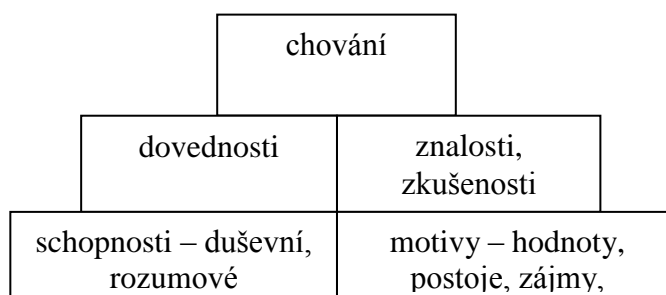 chování
dovednosti
znalosti,
zkušenosti
schopnosti – duševní,
rozumové
motivy – hodnoty,
postoje, zájmy,